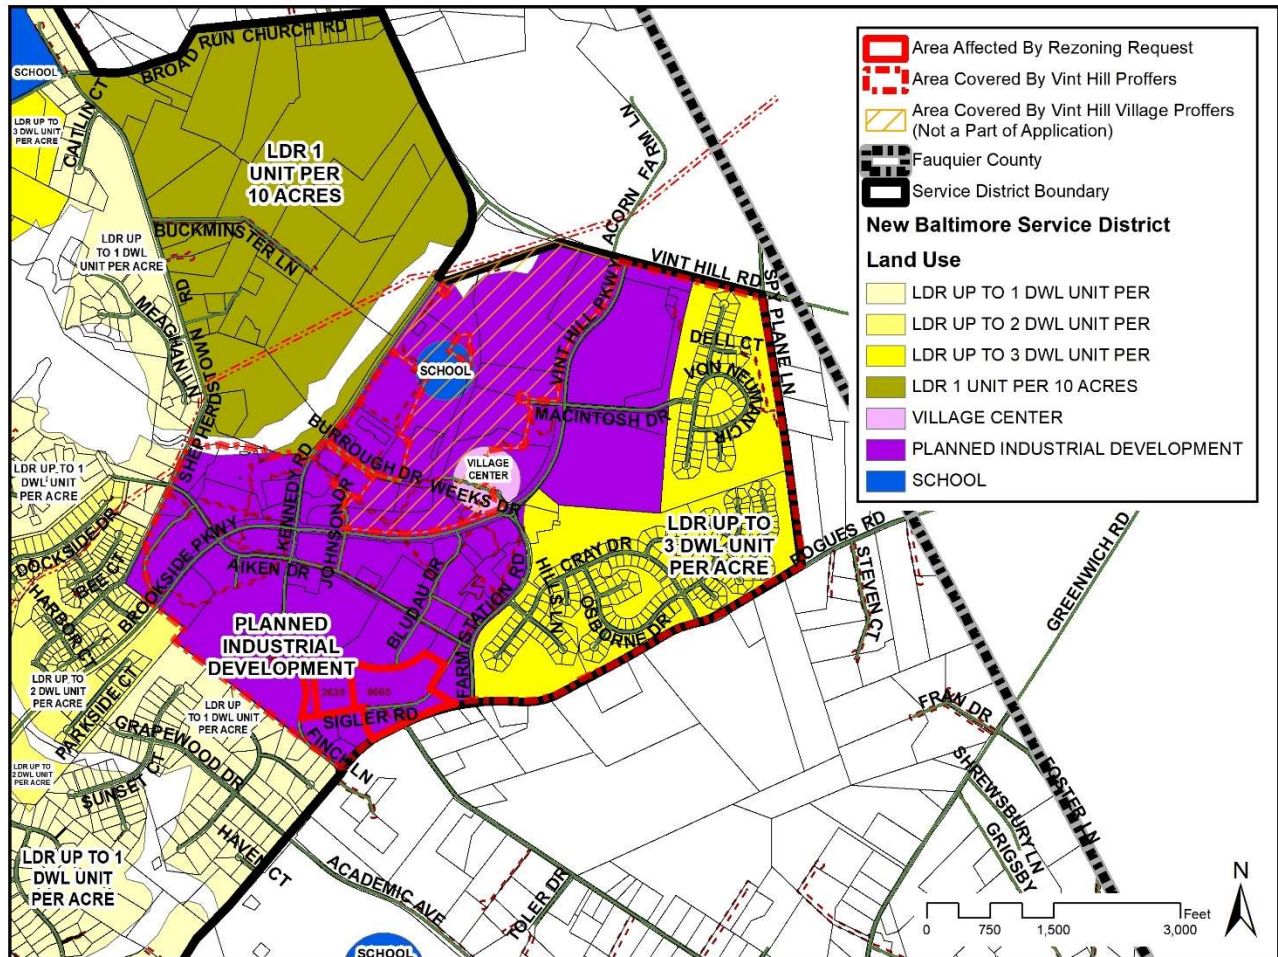 BROAD RUN CHURCH RD
SCHOOL
CAITLIN CT
LDR UP TO
3 DWL UNIT
PER ACRE
LDR 1
UNIT PER
10 ACRES
ACORN FARM LN
BUCKMINSTER LN
LDR UP
TO 1 DWL
UNIT PER ACRE
MEAGHAN LN
SHEPHERDSTOWN RD
VINT HILL RD
SPY PLANE LN
VINT HILL PKWY
DELL CT
VON NEUMAN CIR
SCHOOL
MACINTOSH DR
BURROUGH DR
VILLAGE
CENTER
WEEKS DR
KENNEDY RD
JOHNSON DR
LDR UP TO 1
DWL UNIT
PER ACRE
DOCKSIDE DR
BEE CT
HARBOR CT
BROOKSIDE PKWY
AIKEN DR
BLUDAU DR
FARM STATION RD
HILLS LN
CRAY DR
OSBORNE DR
LDR UP TO
3 DWL UNIT
PER ACRE
ROGUES RD
STEVEN CT
GREENWICH RD
PLANNED
INDUSTRIAL
DEVELOPMENT
2639
8665
SIGLER RD
FINCH LN
LDR UP TO
2 DWL UNIT
PER ACRE
PARKSIDE CT
LDR UP
TO 1 DWL UNIT
PER ACRE
GRAPEWOOD DR
LDR UP TO
2 DWL UNIT
PER ACRE
SUNSET CT
HAVEN CT
LDR UP TO 1
DWL UNIT
PER ACRE
ACADEMIC AVE
TOLER DR
SCHOOL
FRAN DR
FOSTER LN
SHREWSBURY LN
GRIGSBY
Area Affected By Rezoning Request
Area Covered By Vint Hill Proffers
Area Covered By Vint Hill Village Proffers
(Not a Part of Application)
Fauquier County
Service District Boundary
New Baltimore Service District
Land Use
LDR UP TO 1 DWL UNIT PER
LDR UP TO 2 DWL UNIT PER
LDR UP TO 3 DWL UNIT PER
LDR 1 UNIT PER 10 ACRES
VILLAGE CENTER
PLANNED INDUSTRIAL DEVELOPMENT
SCHOOL
N
Feet
0 750 1,500 3,000